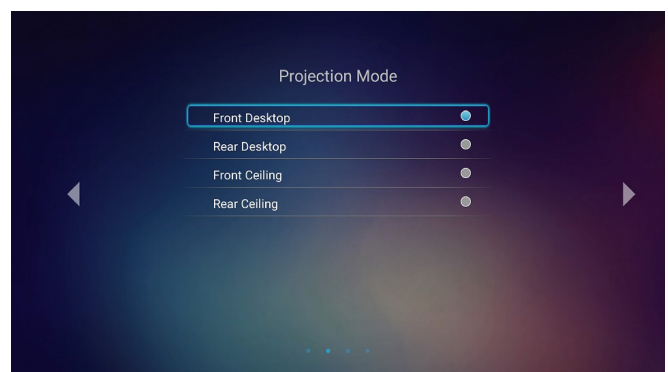 Projection Mode
Front Desktop
Rear Desktop
Front Ceiling
Rear Ceiling